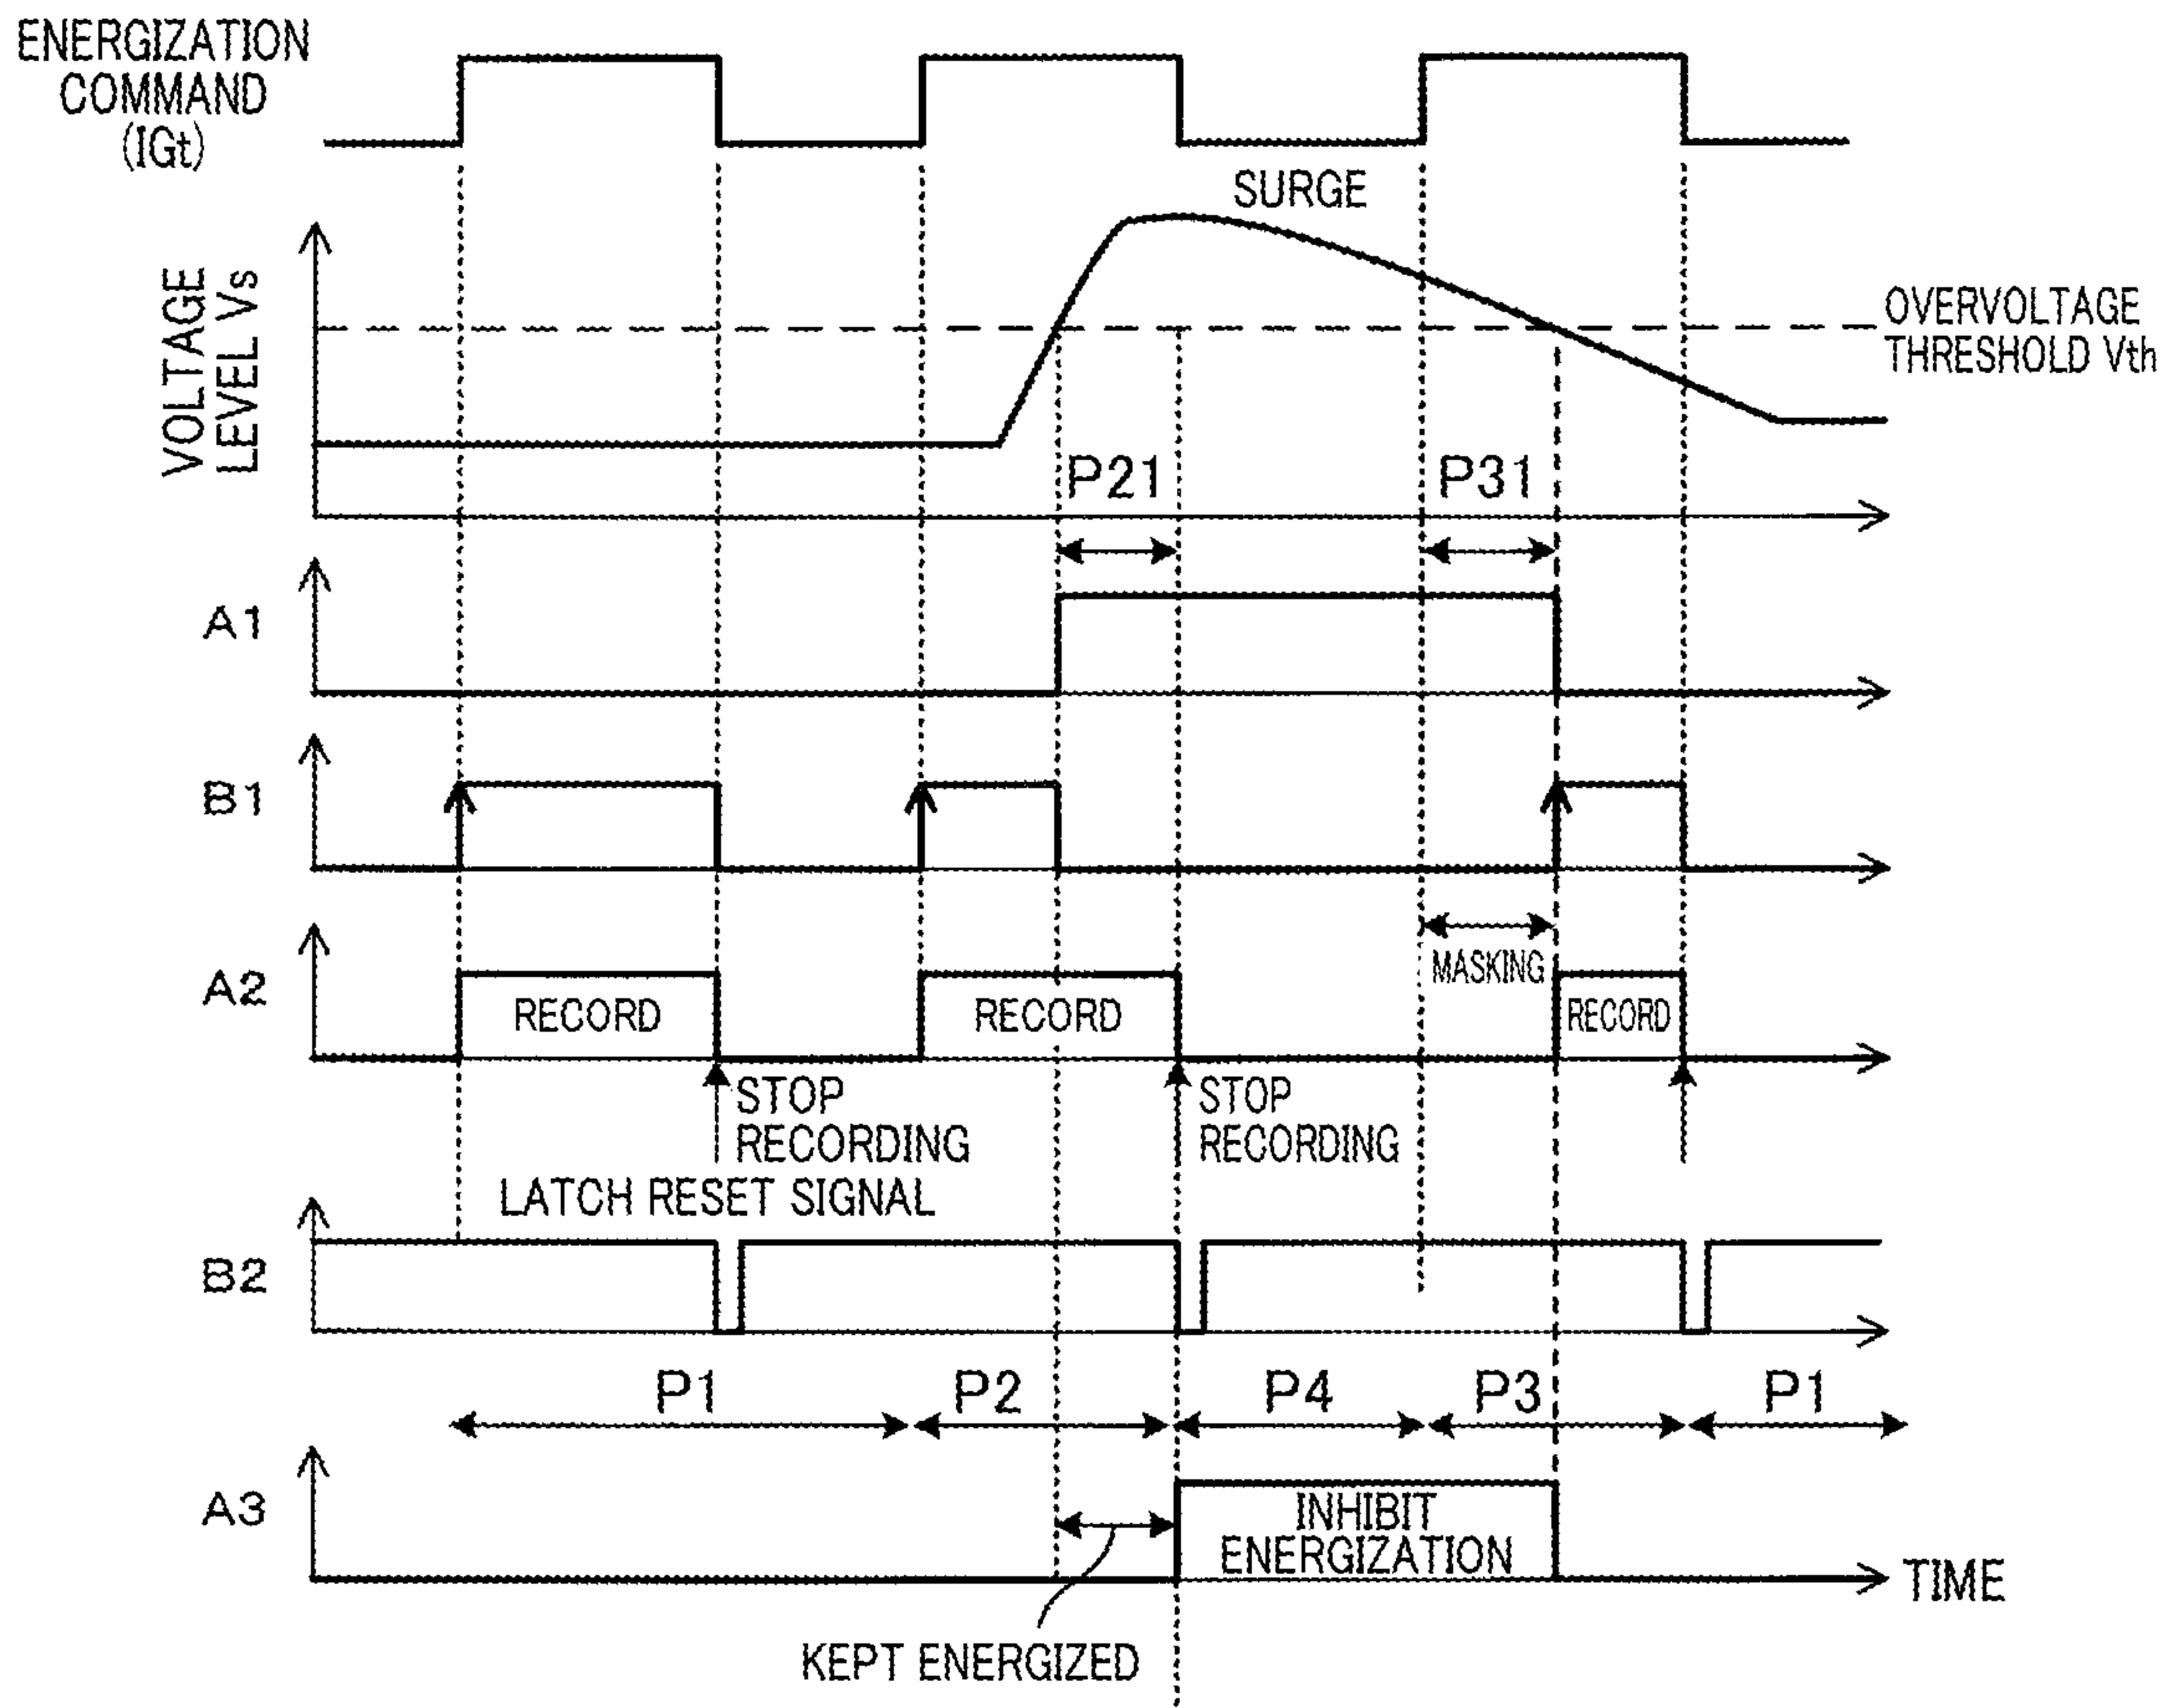 ENERGIZATION
COMMAND
(IGt)
SURGE
VOLTAGE
LEVEL Vs
OVERVOLTAGE
THRESHOLD Vth
P21
P31
A1
B1
MASKING
A2
RECORD
RECORD
RECORD
STOP
RECORDING
STOP
RECORDING
LATCH RESET SIGNAL
B2
P1
P2
P4
P3
P1
A3
INHIBIT
ENERGIZATION
TIME
KEPT ENERGIZED